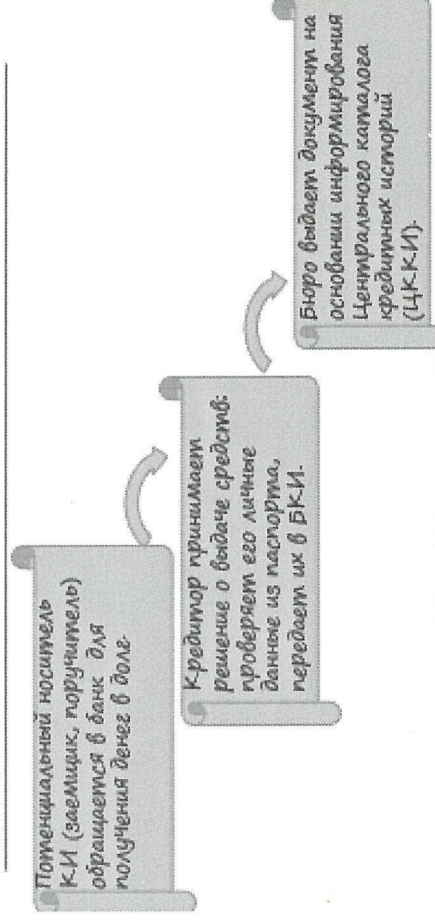 Потенциальный носитель
КИ (заемщик, поручитель)
обращается в банк для
получения денег в долг.
Кредитор принимает
решение о выдаче средств:
проверяет его личные
данные из паспорта,
передает их в БКИ.
Бюро выдает документ на
основании информирования
Центрального каталога
кредитных историй
(ЦККИ).